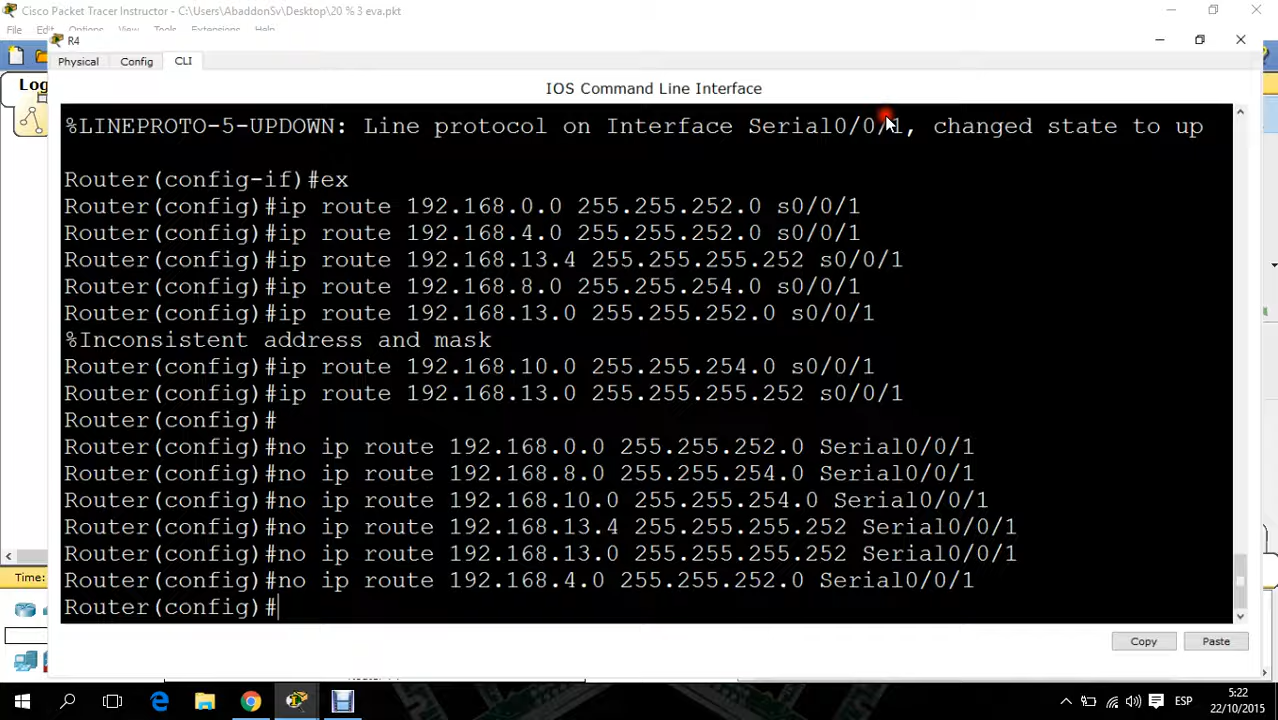 Cisco Packet Tracer Instructor - C:\Users\AbaddonSv\Desktop\20 % 3 eva.pkt
File Edit Options View Tools Extensions Help
R4
Physical Config CLI
Log
IOS Command Line Interface
%LINEPROTO-5-UPDOWN: Line protocol on Interface Serial0/0/1, changed state to up
Router(config-if)#ex
Router(config)#ip route 192.168.0.0 255.255.252.0 s0/0/1
Router(config)#ip route 192.168.4.0 255.255.252.0 s0/0/1
Router(config)#ip route 192.168.13.4 255.255.255.252 s0/0/1
Router(config)#ip route 192.168.8.0 255.255.254.0 s0/0/1
Router(config)#ip route 192.168.13.0 255.255.252.0 s0/0/1
%Inconsistent address and mask
Router(config)#ip route 192.168.10.0 255.255.254.0 s0/0/1
Router(config)#ip route 192.168.13.0 255.255.255.252 s0/0/1
Router(config)#
Router(config)#no ip route 192.168.0.0 255.255.252.0 Serial0/0/1
Router(config)#no ip route 192.168.8.0 255.255.254.0 Serial0/0/1
Router(config)#no ip route 192.168.10.0 255.255.254.0 Serial0/0/1
Router(config)#no ip route 192.168.13.4 255.255.255.252 Serial0/0/1
Router(config)#no ip route 192.168.13.0 255.255.255.252 Serial0/0/1
Router(config)#no ip route 192.168.4.0 255.255.252.0 Serial0/0/1
Router(config)#
Time:
Copy Paste
ESP
5:22
22/10/2015